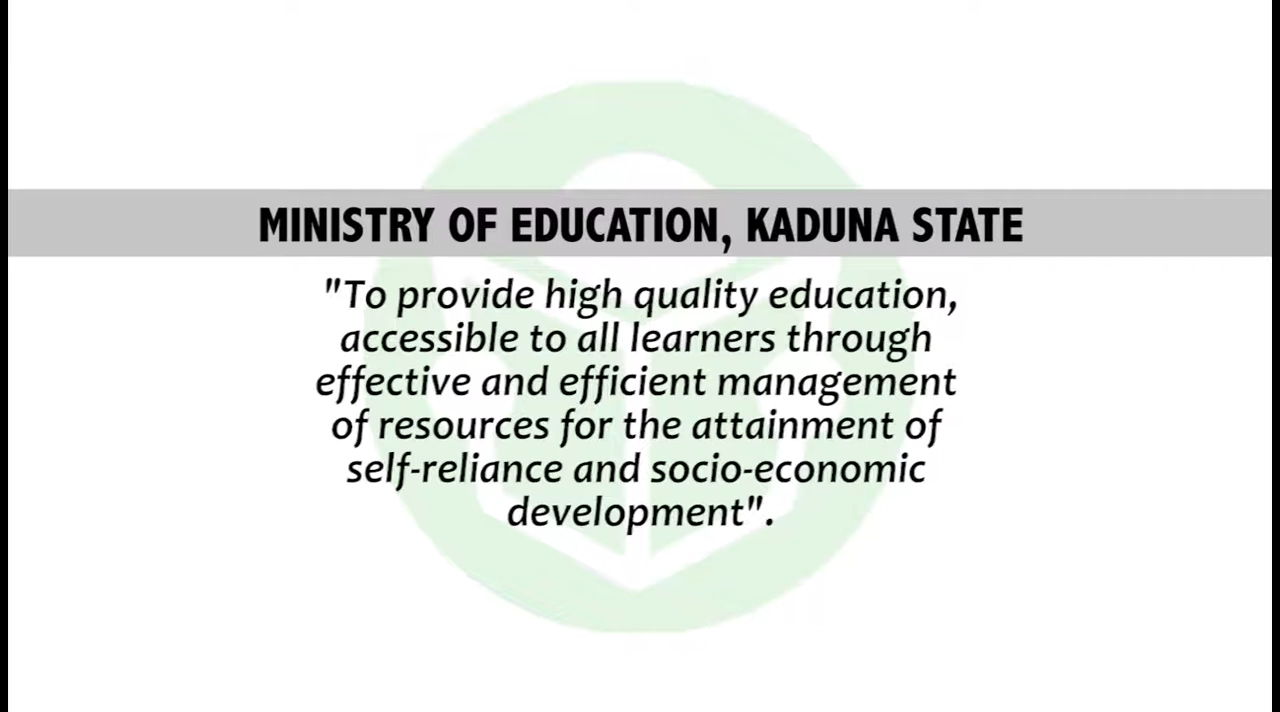 MINISTRY OF EDUCATION, KADUNA STATE
"To provide high quality education,
accessible to all learners through
effective and efficient management
of resources for the attainment of
self-reliance and socio-economic
development".